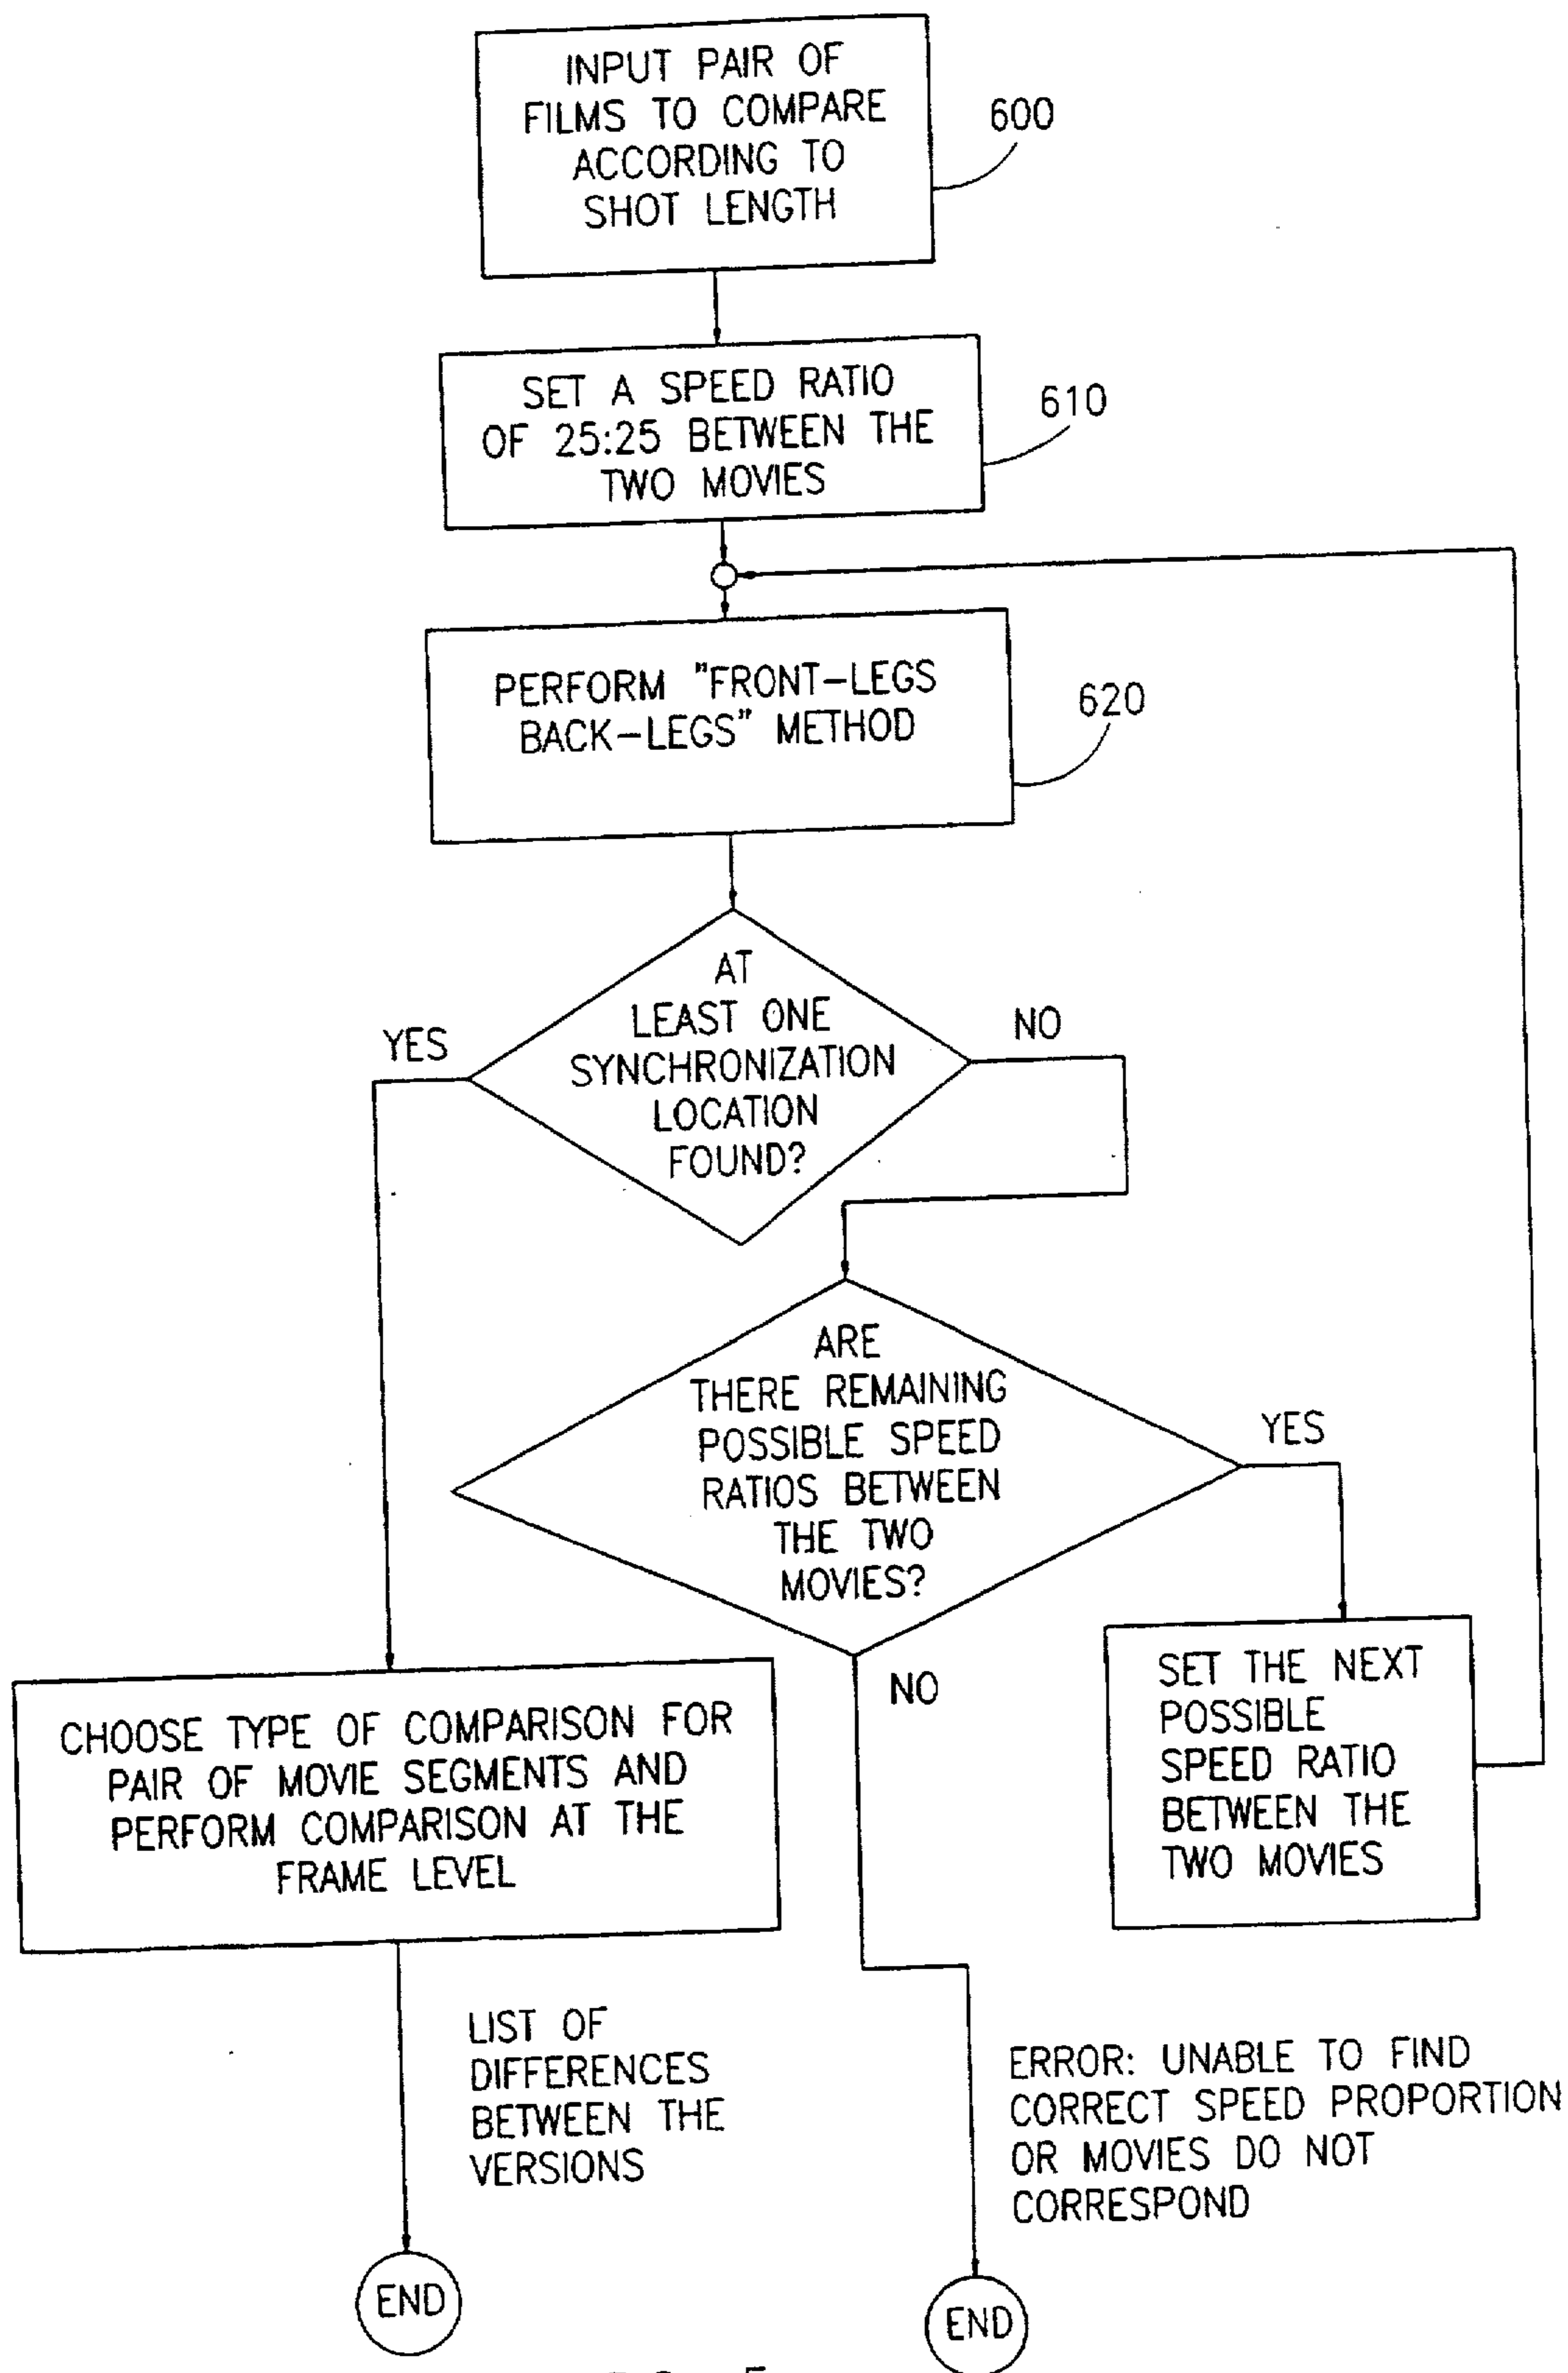 INPUT PAIR OF
FILMS TO COMPARE
ACCORDING TO
SHOT LENGTH
600
SET A SPEED RATIO
OF 25:25 BETWEEN THE
TWO MOVIES
610
PERFORM "FRONT-LEGS
BACK-LEGS" METHOD
620
AT
LEAST ONE
SYNCHRONIZATION
LOCATION
FOUND?
YES
NO
ARE
THERE REMAINING
POSSIBLE SPEED
RATIOS BETWEEN
THE TWO
MOVIES?
YES
NO
SET THE NEXT
POSSIBLE
SPEED RATIO
BETWEEN THE
TWO MOVIES
CHOOSE TYPE OF COMPARISON FOR
PAIR OF MOVIE SEGMENTS AND
PERFORM COMPARISON AT THE
FRAME LEVEL
LIST OF
DIFFERENCES
BETWEEN THE
VERSIONS
ERROR: UNABLE TO FIND
CORRECT SPEED PROPORTION
OR MOVIES DO NOT
CORRESPOND
END
END